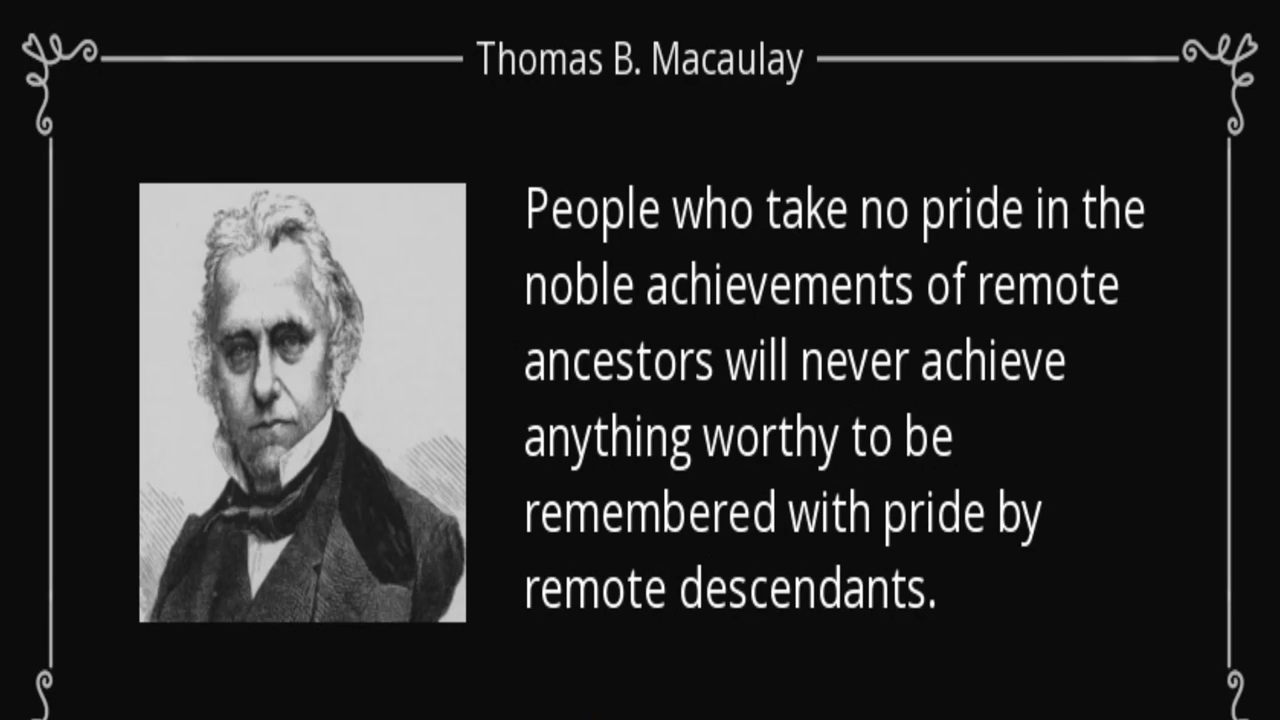 Thomas B. Macaulay
People who take no pride in the
noble achievements of remote
ancestors will never achieve
anything worthy to be
remembered with pride by
remote descendants.